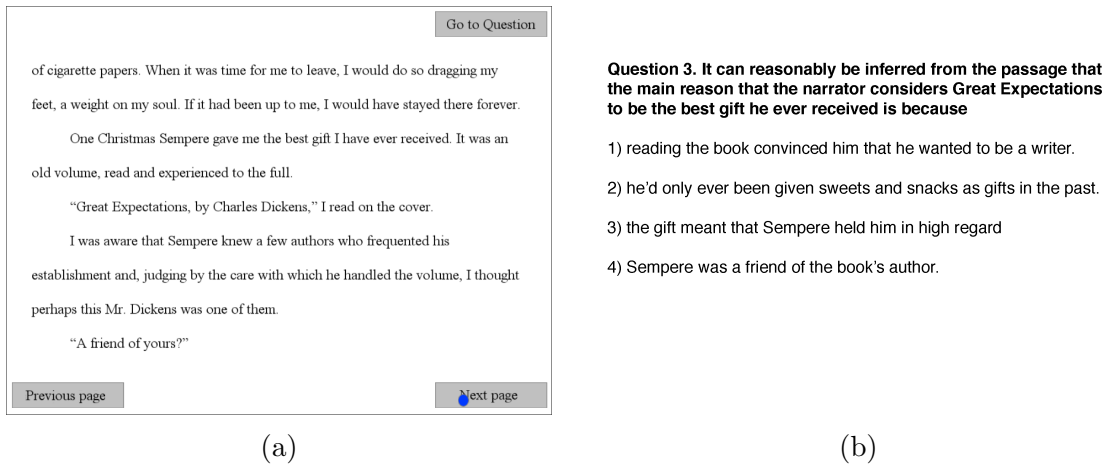 Go to Question
of cigarette papers. When it was time for me to leave, I would do so dragging my
feet, a weight on my soul. If it had been up to me, I would have stayed there forever.
One Christmas Sempere gave me the best gift I have ever received. It was an
old volume, read and experienced to the full.
“Great Expectations, by Charles Dickens,” I read on the cover.
I was aware that Sempere knew a few authors who frequented his
establishment and, judging by the care with which he handled the volume, I thought
perhaps this Mr. Dickens was one of them.
“A friend of yours?”
Previous page
Next page
(a)
Question 3. It can reasonably be inferred from the passage that
the main reason that the narrator considers Great Expectations
to be the best gift he ever received is because
1) reading the book convinced him that he wanted to be a writer.
2) he’d only ever been given sweets and snacks as gifts in the past.
3) the gift meant that Sempere held him in high regard
4) Sempere was a friend of the book’s author.
(b)